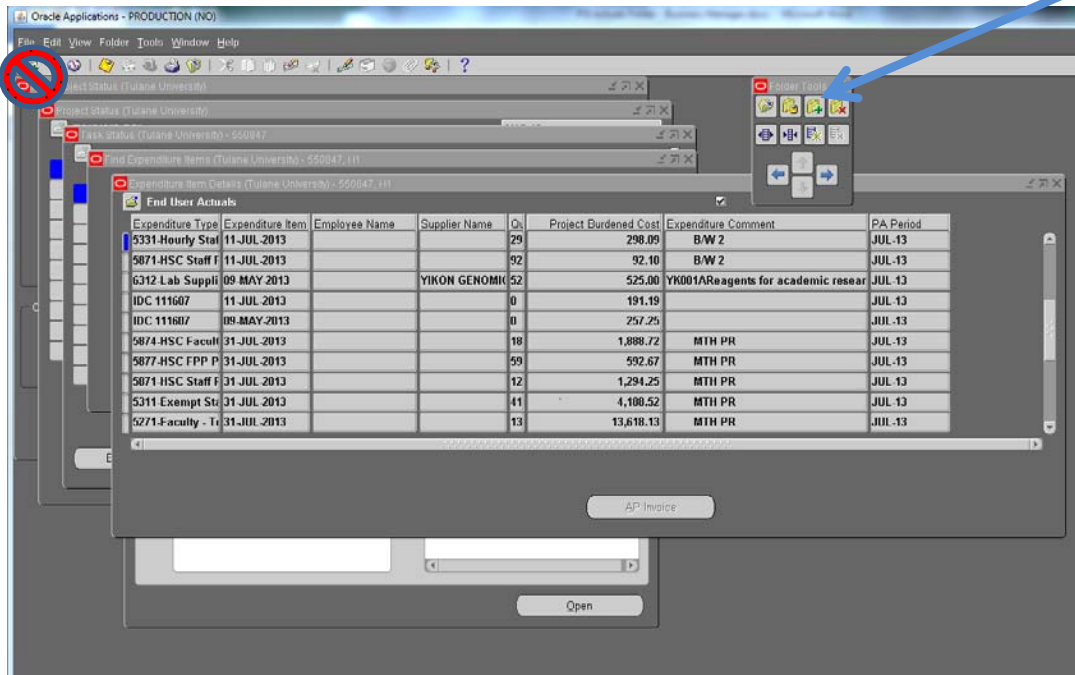 Oracle Applications - PRODUCTION (NO)
File Edit View Folder Tools Window Help
Project Status (Tulane University)
Folder Tools
Project Status (Tulane University)
Task Status (Tulane University) - 550847
Find Expenditure Items (Tulane University) - 550847, H1
Expenditure Item Details (Tulane University) - 550847, H1
End User Actuals
Expenditure Type Expenditure Item Employee Name Supplier Name Qu Project Burdened Cost Expenditure Comment PA Period
5331-Hourly Staf 11-JUL-2013 29 298.09 B/W 2 JUL-13
5871-HSC Staff F 11-JUL-2013 92 92.10 B/W 2 JUL-13
6312-Lab Suppli 09-MAY-2013 YIKON GENOMI 52 525.00 YK001AReagents for academic resear JUL-13
IDC 111607 11-JUL-2013 0 191.19 JUL-13
IDC 111607 09-MAY-2013 0 257.25 JUL-13
5874-HSC Facult 31-JUL-2013 18 1,888.72 MTH PR JUL-13
5877-HSC FPP P 31-JUL-2013 59 592.67 MTH PR JUL-13
5871-HSC Staff F 31-JUL-2013 12 1,294.25 MTH PR JUL-13
5311-Exempt Sta 31-JUL-2013 41 4,188.52 MTH PR JUL-13
5271-Faculty - Te 31-JUL-2013 13 13,618.13 MTH PR JUL-13
AP Invoice
Open